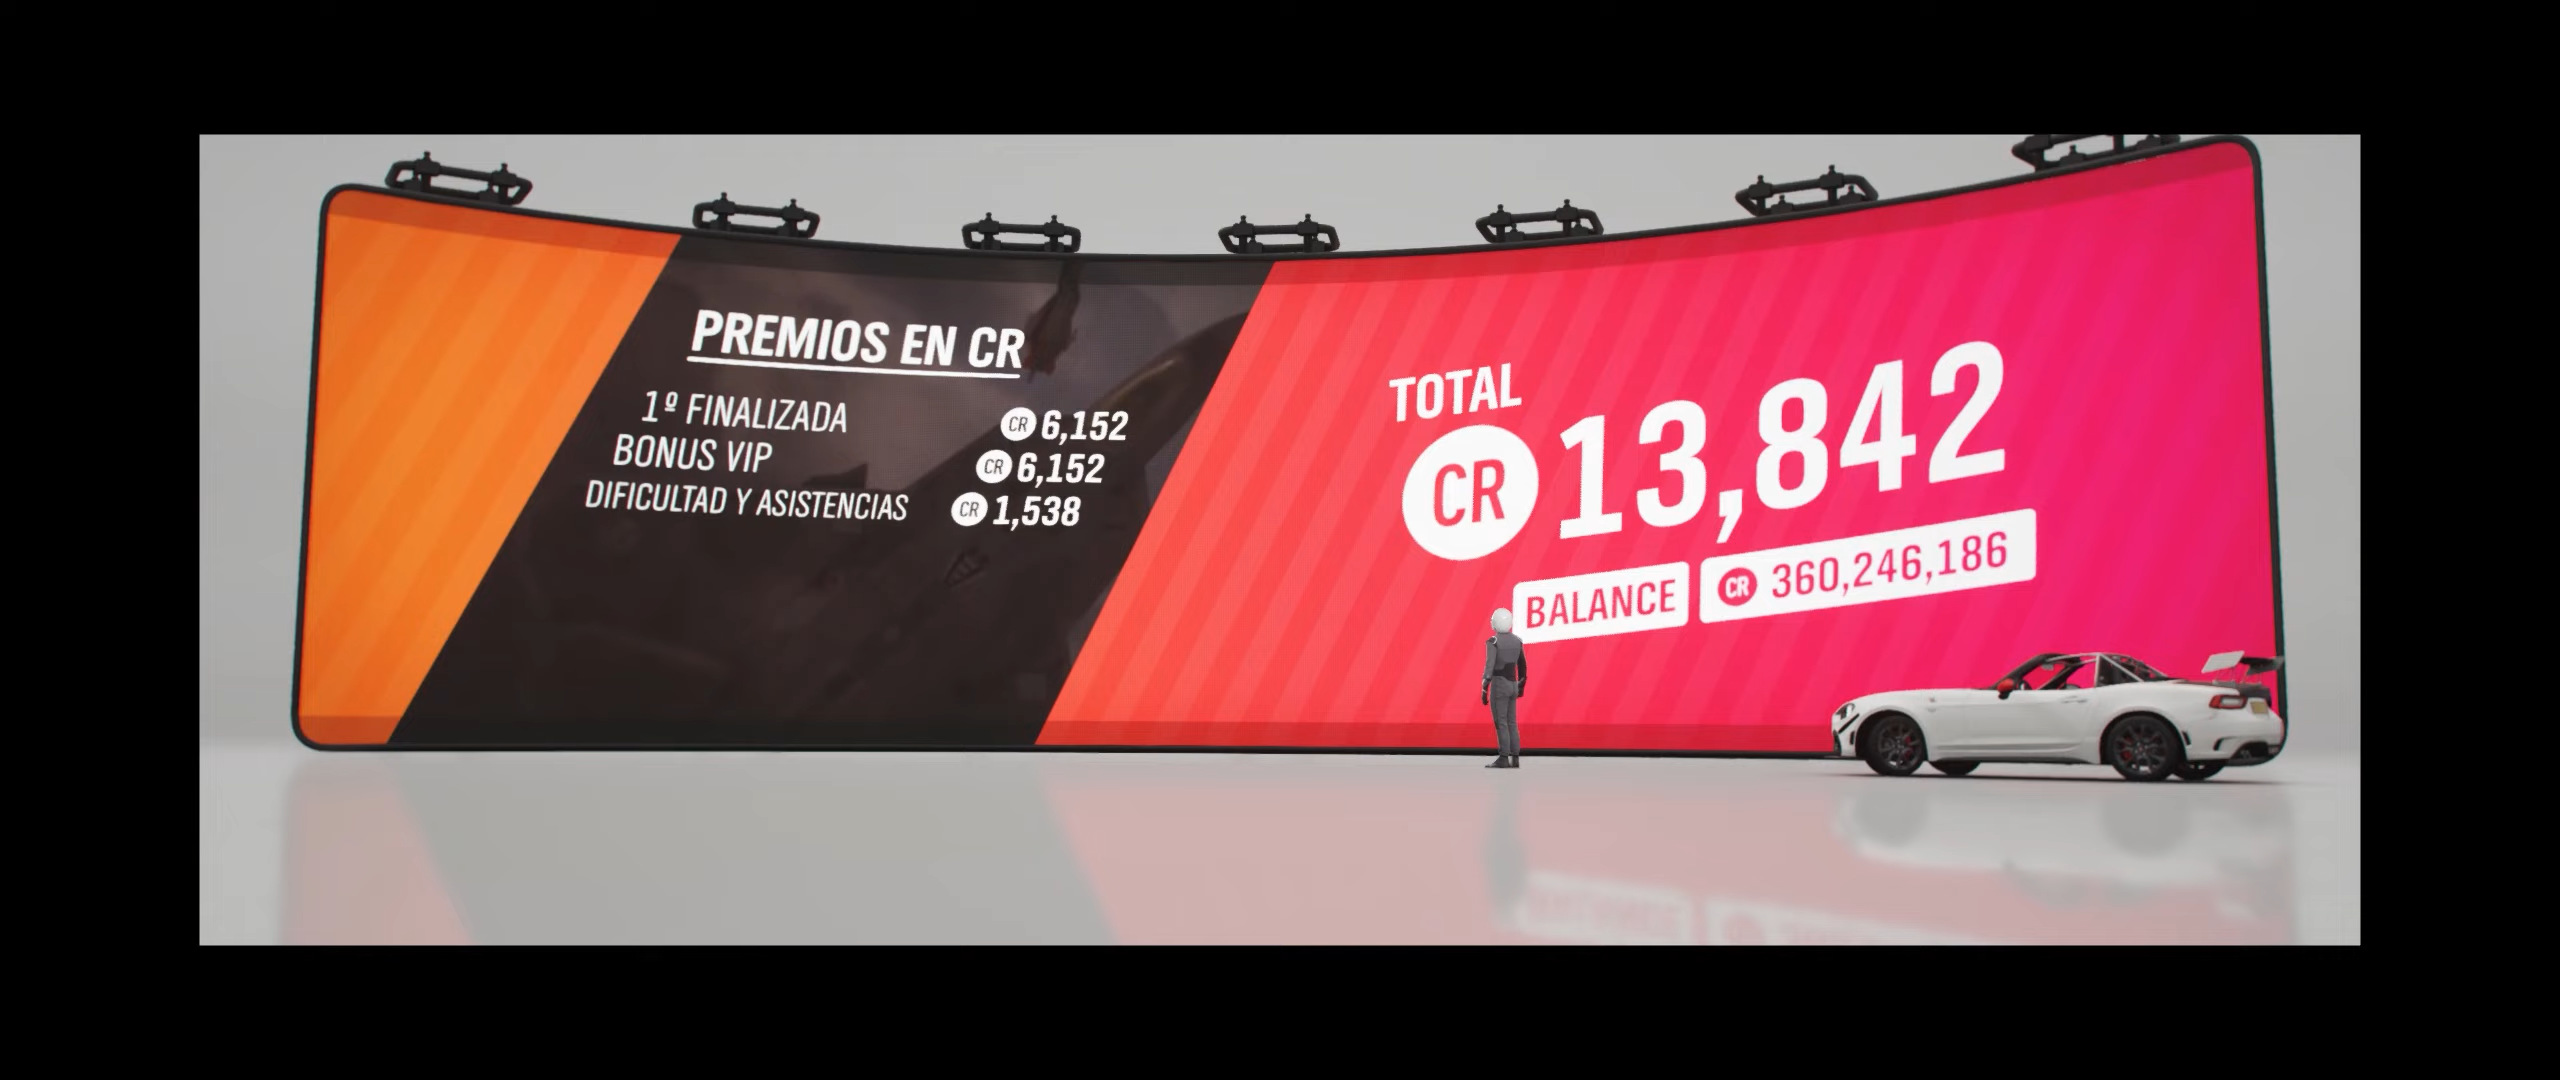 PREMIOS EN CR
1º FINALIZADA CR 6,152
BONUS VIP CR 6,152
DIFICULTAD Y ASISTENCIAS CR 1,538
TOTAL
CR 13,842
BALANCE CR 360,246,186